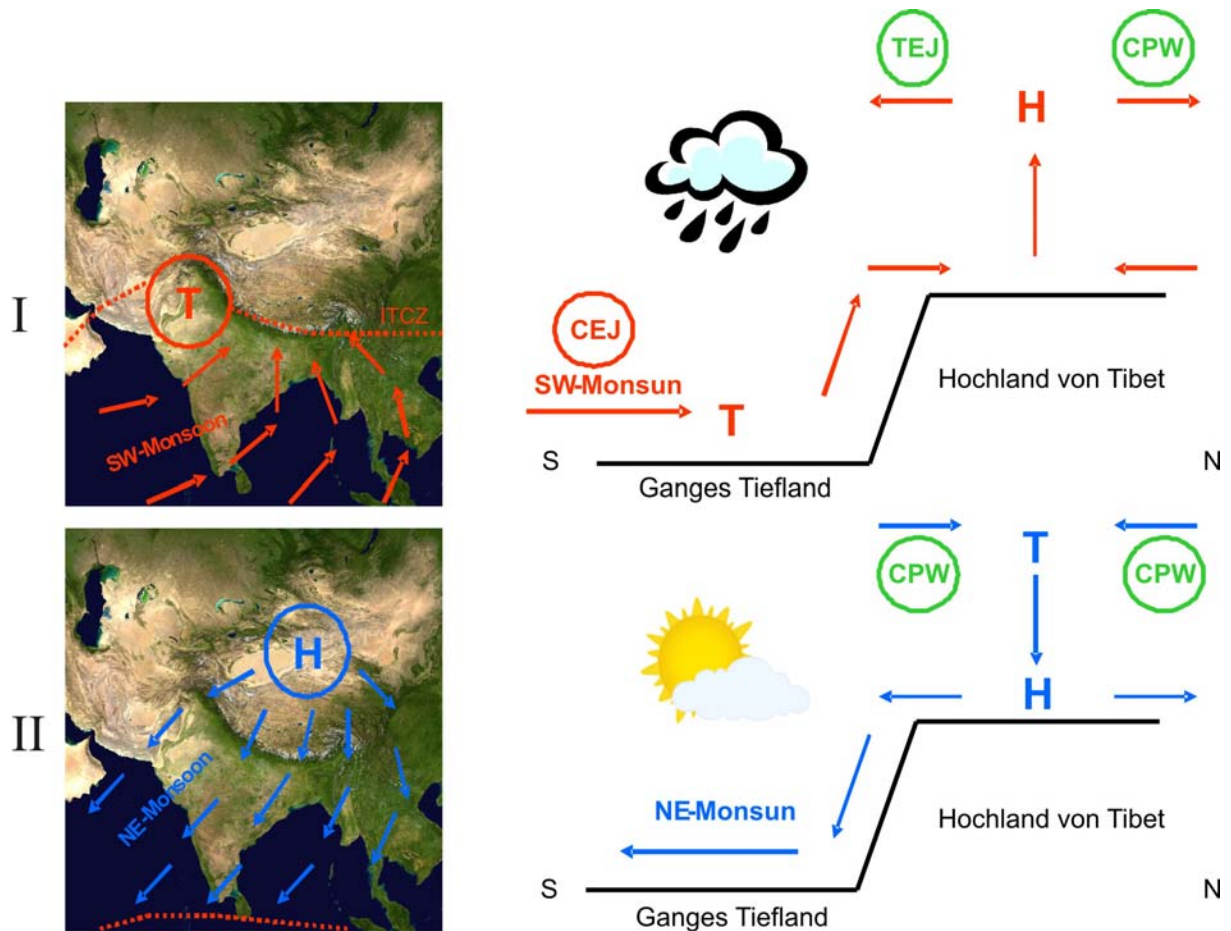 I
T
ITCZ
SW-Monsoon
TEJ
CPW
H
CEJ
SW-Monsun
T
Hochland von Tibet
S
N
Ganges Tiefland
II
H
NE-Monsoon
T
CPW
CPW
H
NE-Monsun
Hochland von Tibet
S
N
Ganges Tiefland